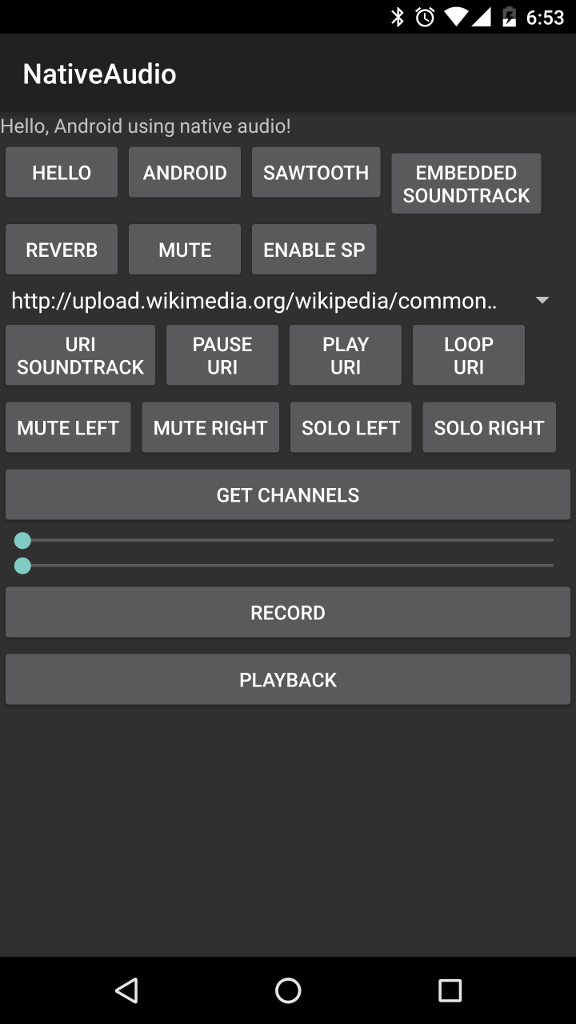 6:53
NativeAudio
Hello, Android using native audio!
HELLO ANDROID SAWTOOTH EMBEDDED SOUNDTRACK
REVERB MUTE ENABLE SP
http://upload.wikimedia.org/wikipedia/common..
URI SOUNDTRACK PAUSE URI PLAY URI LOOP URI
MUTE LEFT MUTE RIGHT SOLO LEFT SOLO RIGHT
GET CHANNELS
RECORD
PLAYBACK